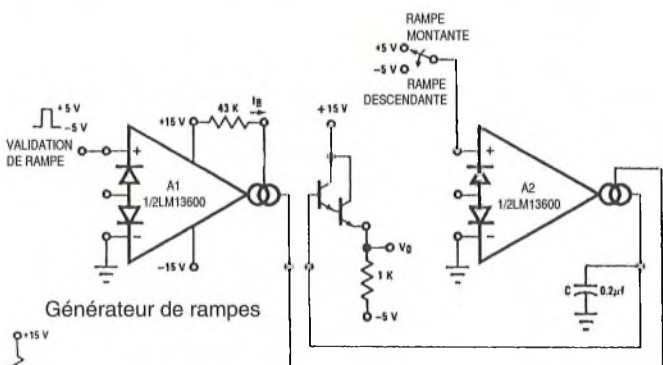 RAMPE
MONTANTE
+5 V
-5 V
RAMPE
DESCENDANTE
+5 V
-5 V
VALIDATION
DE RAMPE
+15 V
43 K
IB
+15 V
+
A1
1/2LM13600
-
-15 V
+
A2
1/2LM13600
-
VO
1 K
-5 V
C
0.2µf
Générateur de rampes
+15 V